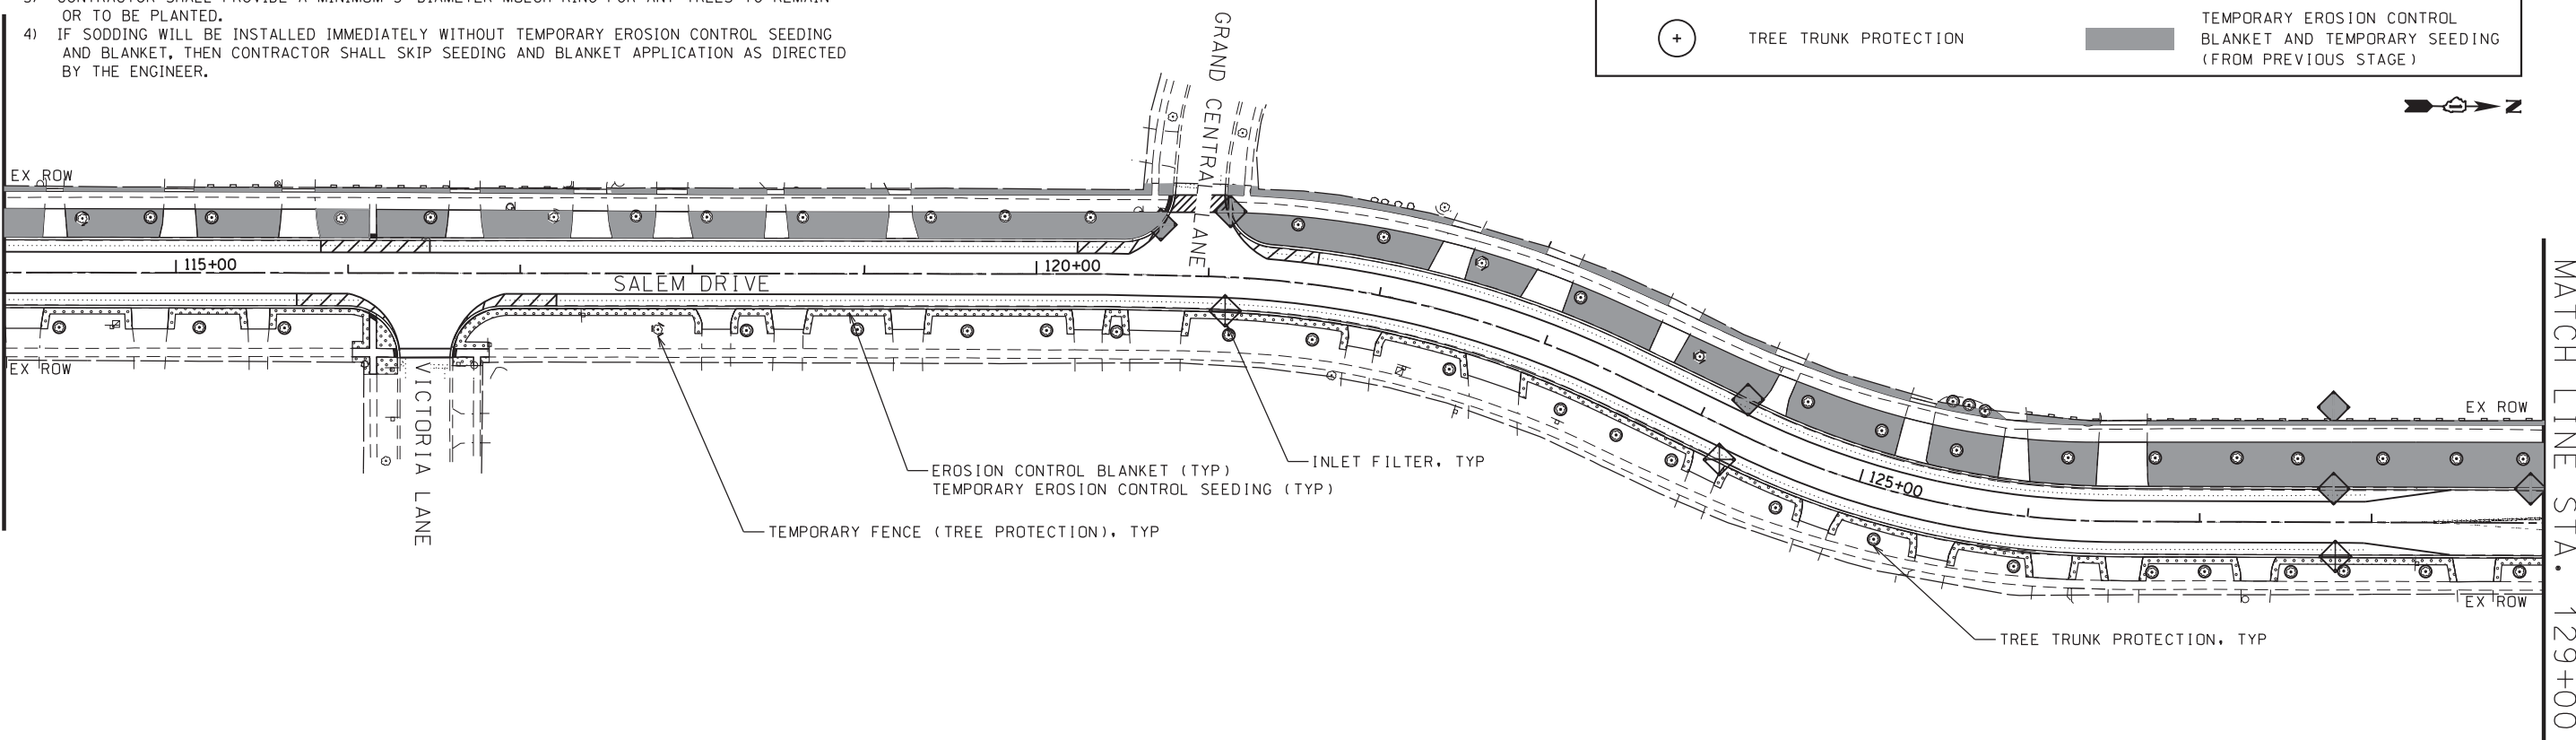 OR TO BE PLANTED.
4) IF SODDING WILL BE INSTALLED IMMEDIATELY WITHOUT TEMPORARY EROSION CONTROL SEEDING
AND BLANKET, THEN CONTRACTOR SHALL SKIP SEEDING AND BLANKET APPLICATION AS DIRECTED
BY THE ENGINEER.
TREE TRUNK PROTECTION
TEMPORARY EROSION CONTROL
BLANKET AND TEMPORARY SEEDING
(FROM PREVIOUS STAGE)
N
GRAND CENTRAL LANE
EX ROW
115+00
120+00
SALEM DRIVE
EX ROW
VICTORIA LANE
EX ROW
125+00
EX ROW
INLET FILTER, TYP
EROSION CONTROL BLANKET (TYP)
TEMPORARY EROSION CONTROL SEEDING (TYP)
TEMPORARY FENCE (TREE PROTECTION), TYP
TREE TRUNK PROTECTION, TYP
MATCH LINE STA. 129+00